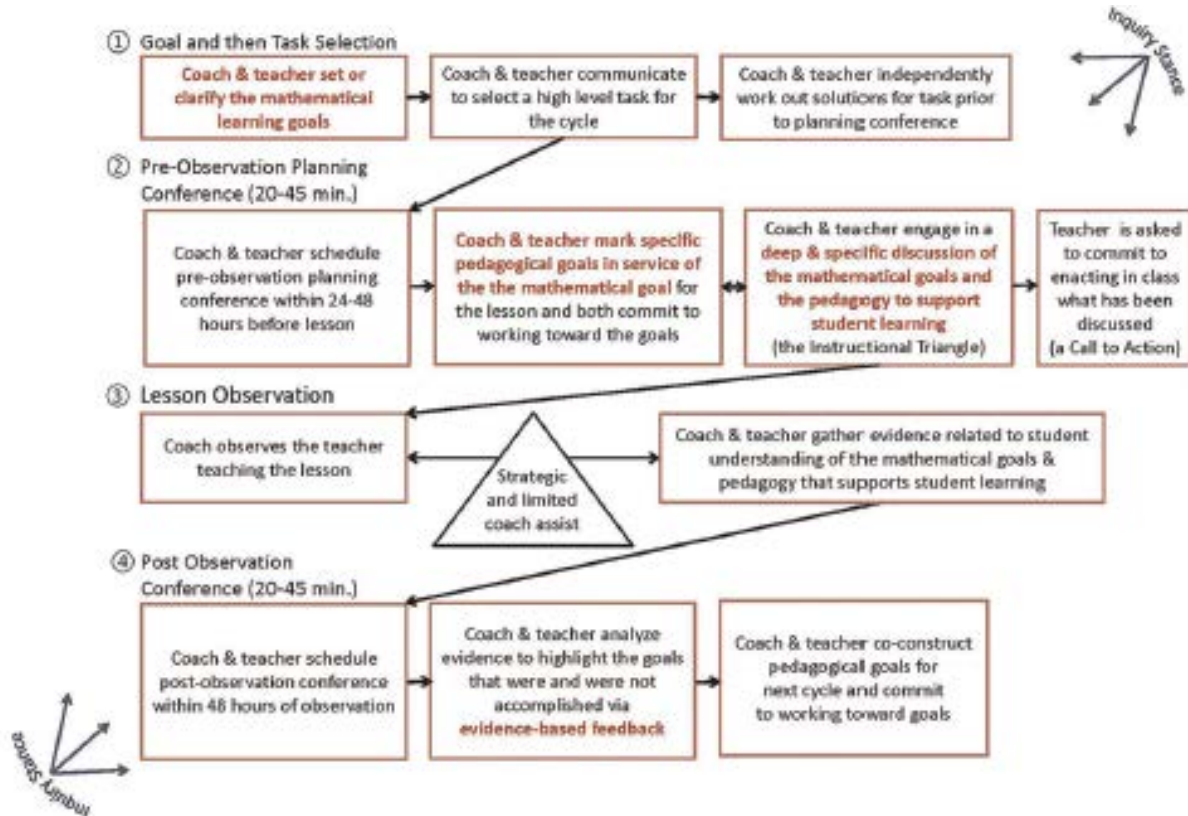 ① Goal and then Task Selection
Coach & teacher set or
clarify the mathematical
learning goals
Coach & teacher communicate
to select a high level task for
the cycle
Coach & teacher independently
work out solutions for task prior
to planning conference
Inquiry Stance
② Pre-Observation Planning
Conference (20-45 min.)
Coach & teacher schedule
pre-observation planning
conference within 24-48
hours before lesson
Coach & teacher mark specific
pedagogical goals in service of
the the mathematical goal for
the lesson and both commit to
working toward the goals
Coach & teacher engage in a
deep & specific discussion of
the mathematical goals and
the pedagogy to support
student learning
(the Instructional Triangle)
Teacher is asked
to commit to
enacting in class
what has been
discussed
(a Call to Action)
③ Lesson Observation
Coach observes the teacher
teaching the lesson
Strategic
and limited
coach assist
Coach & teacher gather evidence related to student
understanding of the mathematical goals &
pedagogy that supports student learning
④ Post Observation
Conference (20-45 min.)
Coach & teacher schedule
post-observation conference
within 48 hours of observation
Coach & teacher analyze
evidence to highlight the goals
that were and were not
accomplished via
evidence-based feedback
Coach & teacher co-construct
pedagogical goals for
next cycle and commit
to working toward goals
Inquiry Stance